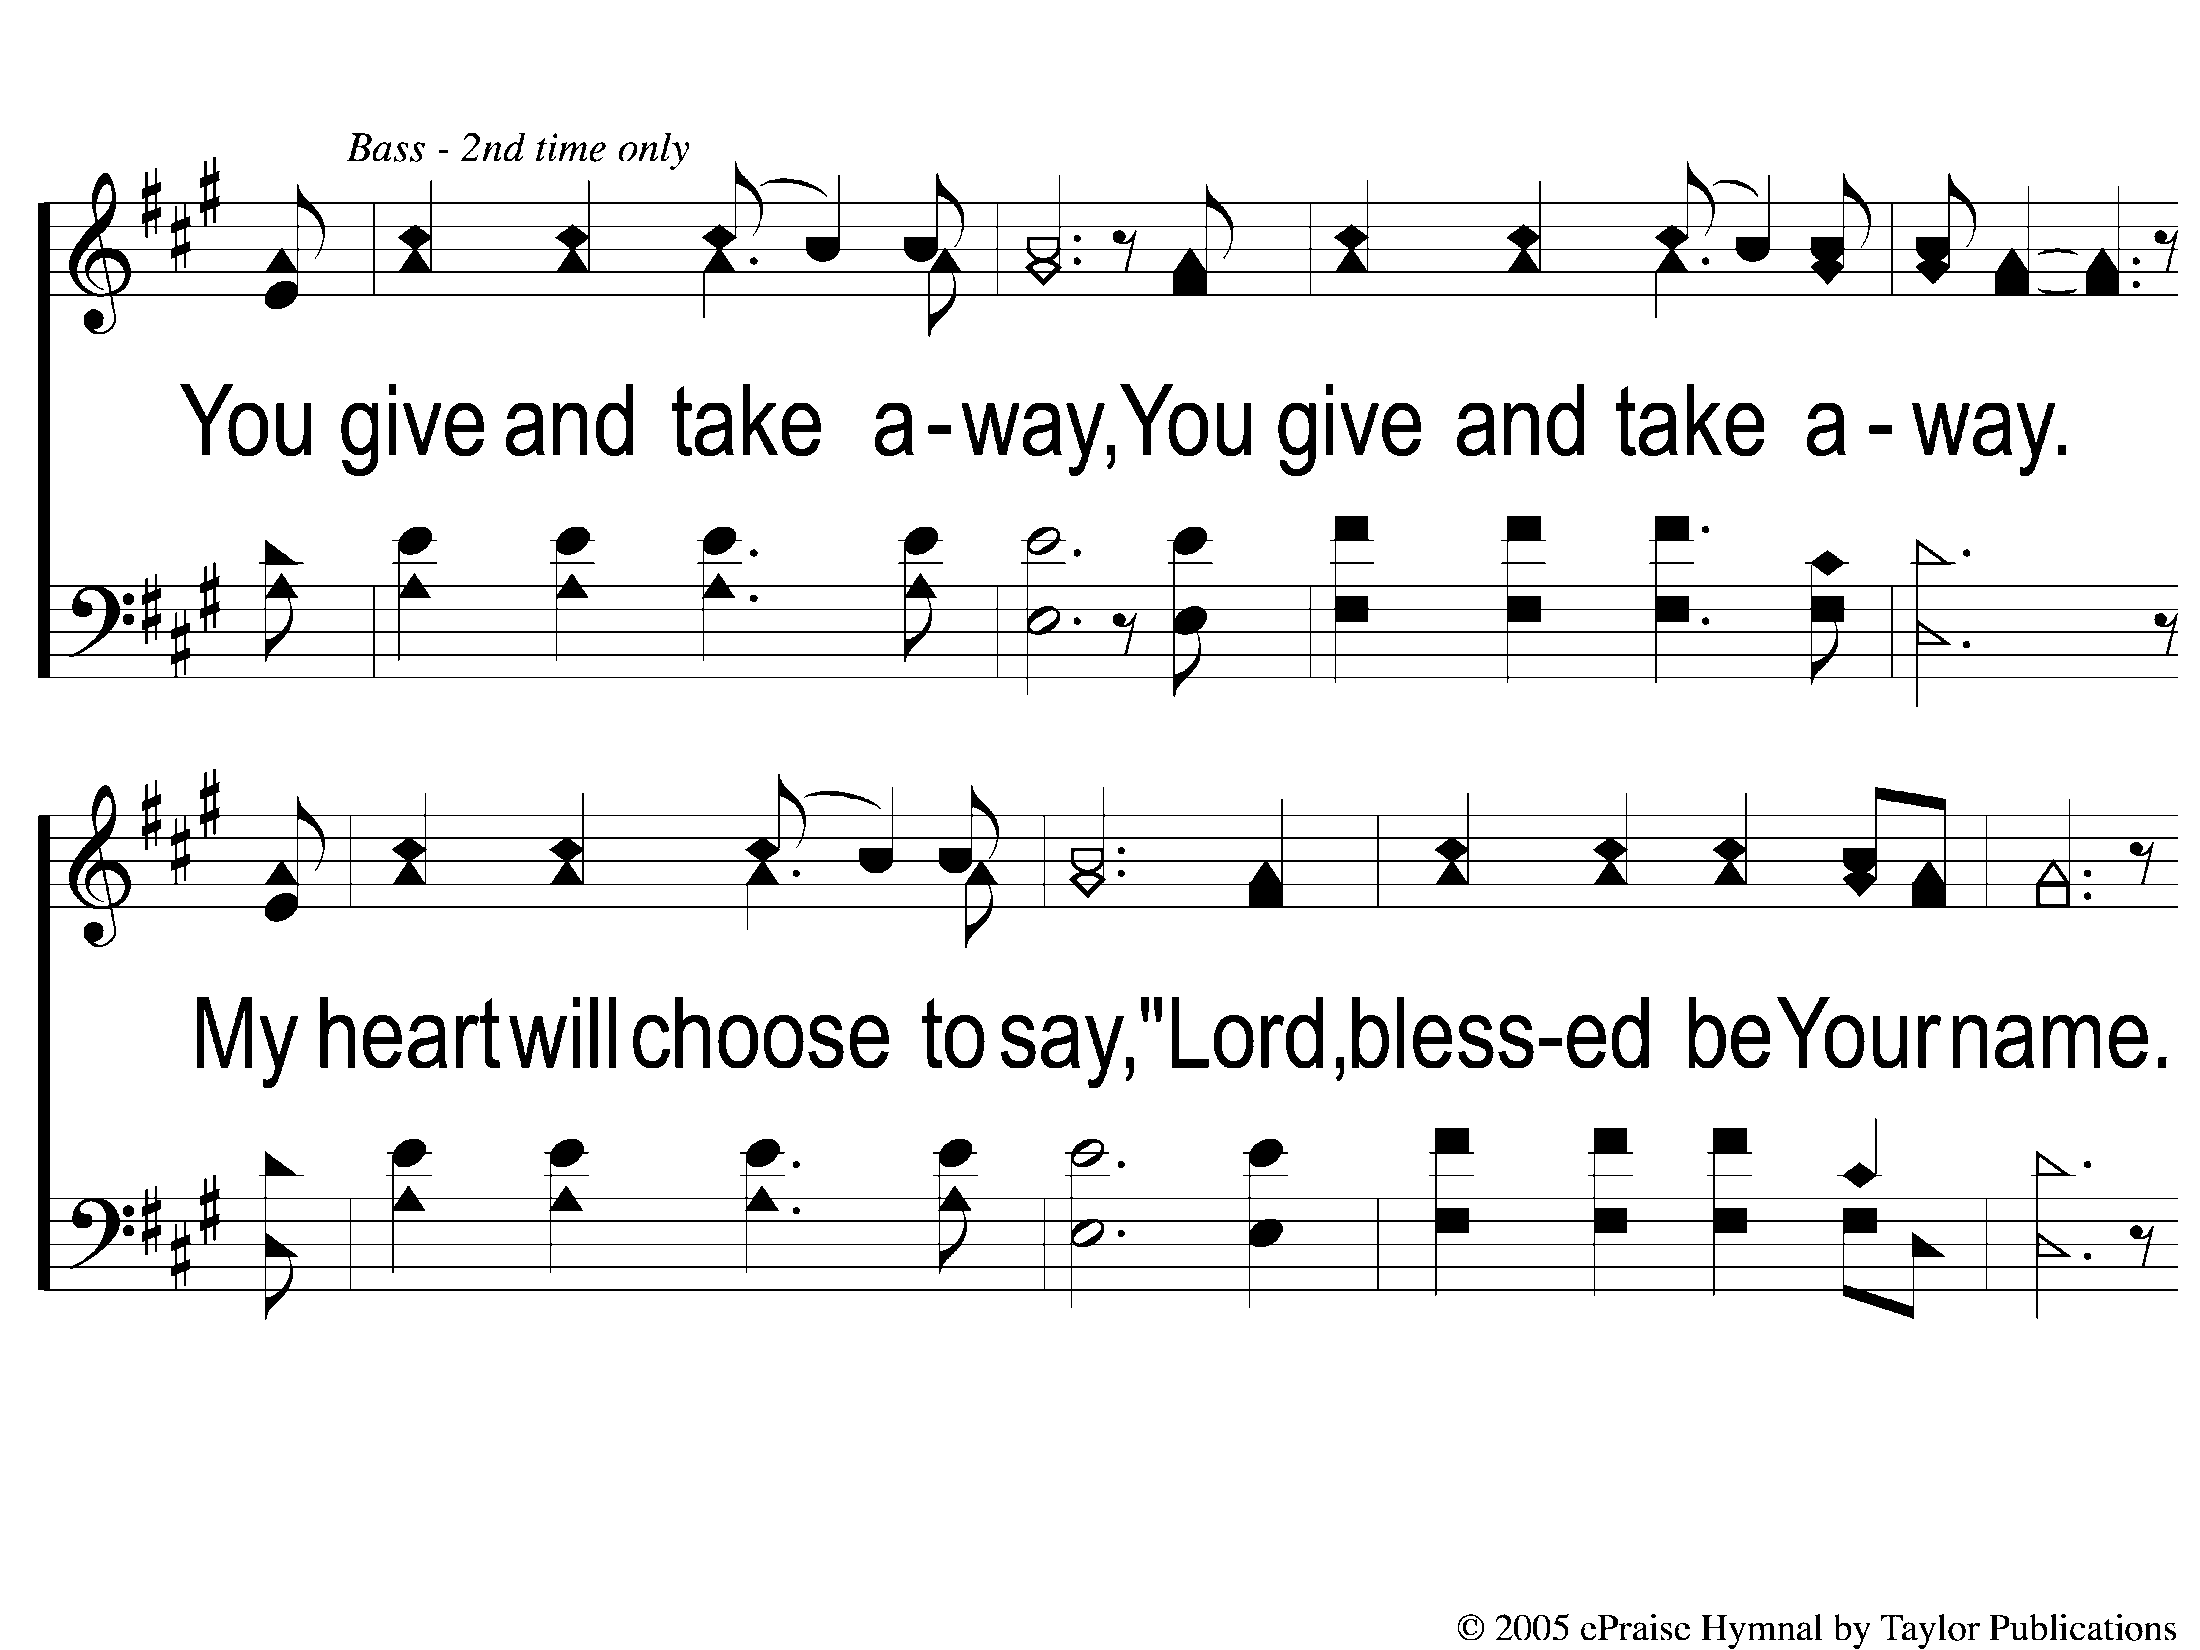 Bass - 2nd time only
You give and take a-way, You give and take a - way.
My heart will choose to say, "Lord, bless-ed be Your name.
© 2005 ePraise Hymnal by Taylor Publications